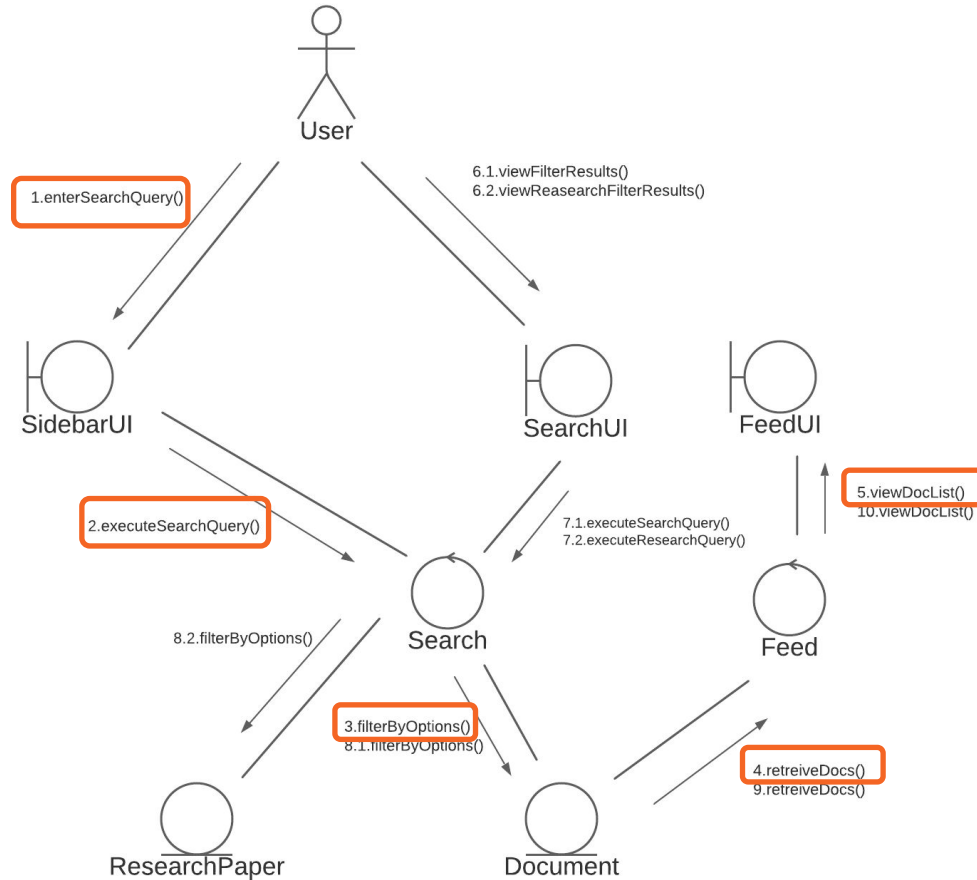 User
6.1.viewFilterResults()
6.2.viewReasearchFilterResults()
1.enterSearchQuery()
SidebarUI
SearchUI
FeedUI
5.viewDocList()
10.viewDocList()
2.executeSearchQuery()
7.1.executeSearchQuery()
7.2.executeResearchQuery()
Search
Feed
8.2.filterByOptions()
3.filterByOptions()
8.1.filterByOptions()
4.retreiveDocs()
9.retreiveDocs()
ResearchPaper
Document